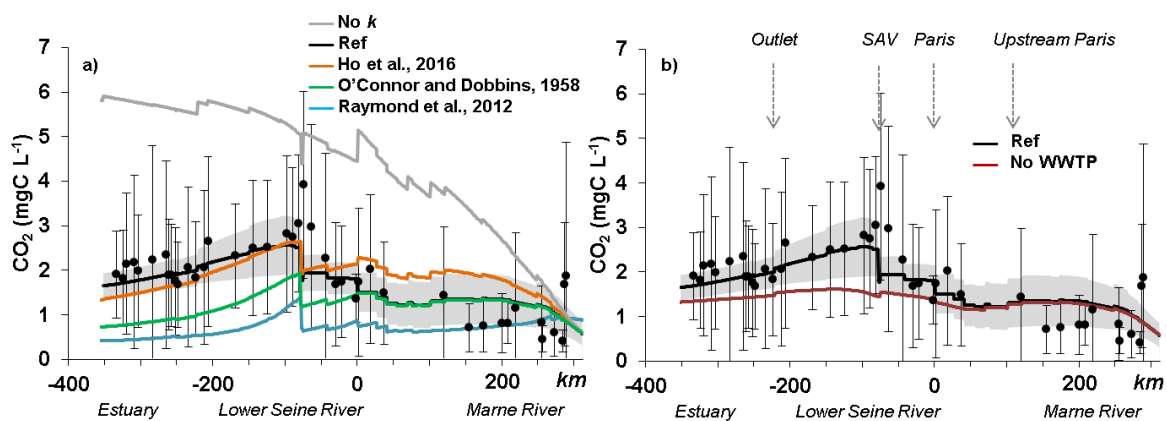 No k
Ref
Ho et al., 2016
O'Connor and Dobbins, 1958
Raymond et al., 2012
a)
CO₂ (mgC L⁻¹)
7
6
5
4
3
2
1
0
-400 -200 0 200 km
Estuary Lower Seine River Marne River
Outlet SAV Paris Upstream Paris
b)
Ref
No WWTP
CO₂ (mgC L⁻¹)
7
6
5
4
3
2
1
0
-400 -200 0 200 km
Estuary Lower Seine River Marne River